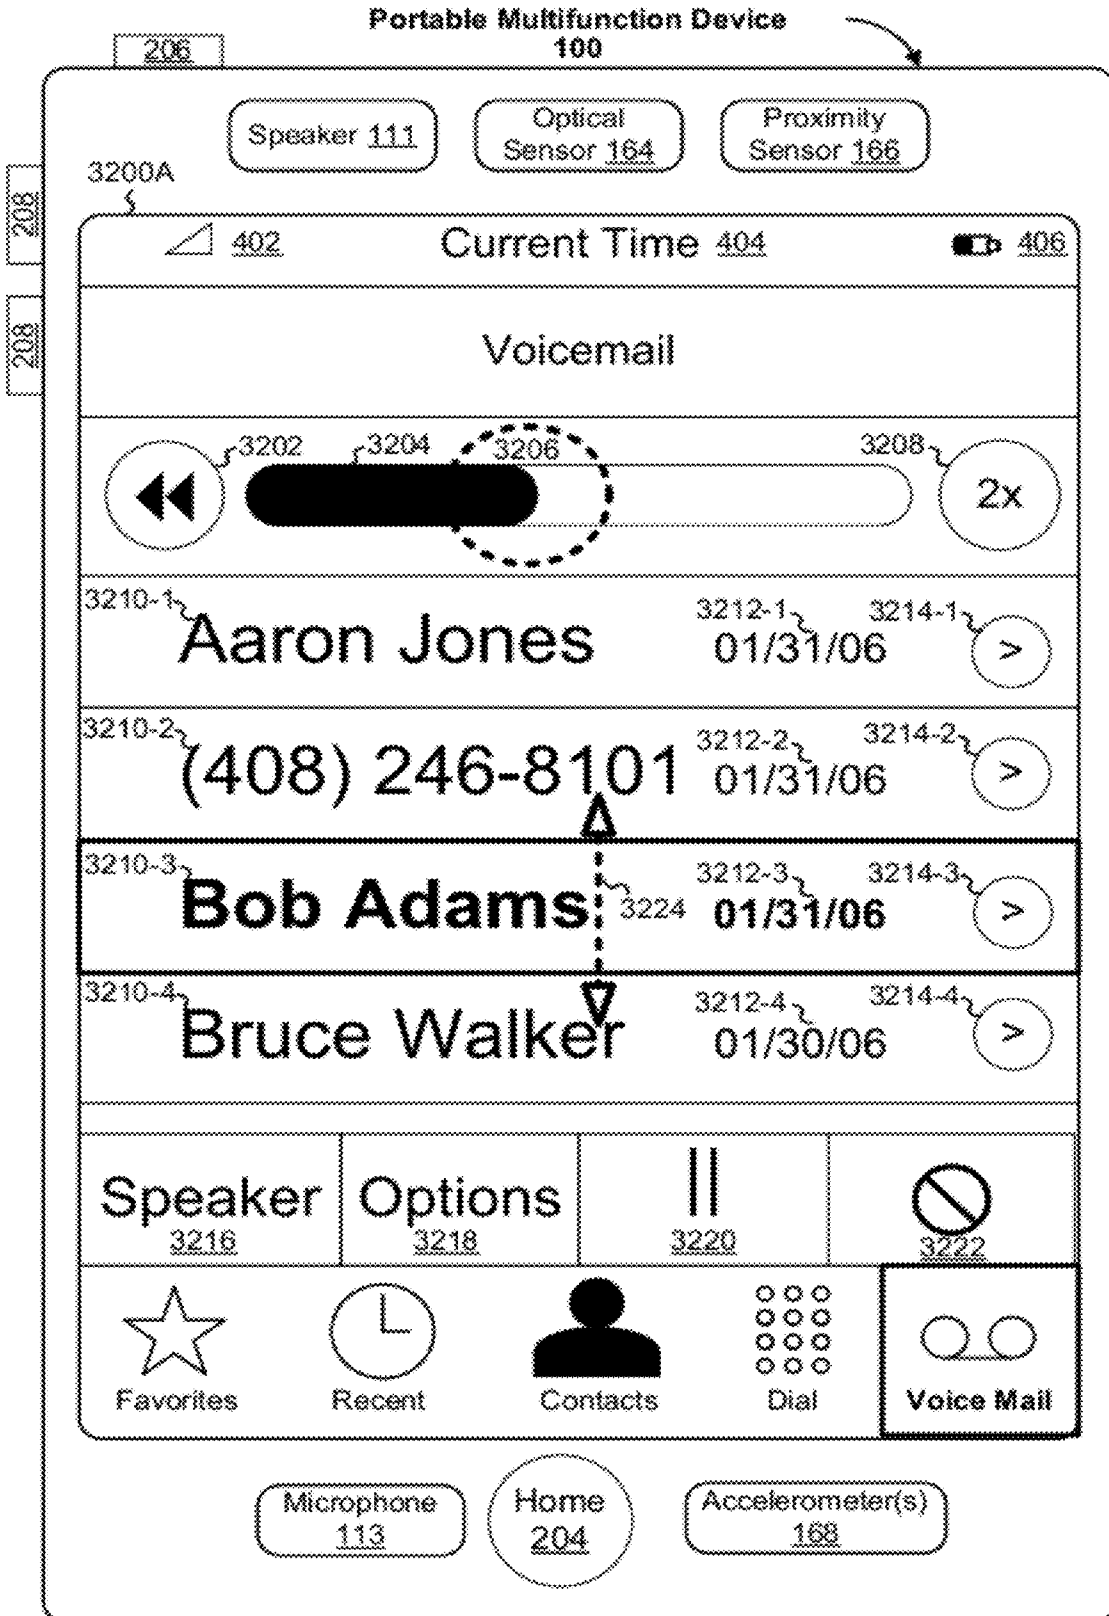 Portable Multifunction Device
100
206
Speaker 111
Optical
Sensor 164
Proximity
Sensor 166
3200A
208
208
402
Current Time 404
406
Voicemail
3202
3204
3206
3208
2x
3210-1
Aaron Jones
3212-1
01/31/06
3214-1
>
3210-2
(408) 246-8101
3212-2
01/31/06
3214-2
>
3210-3
Bob Adams
3224
3212-3
01/31/06
3214-3
>
3210-4
Bruce Walker
3212-4
01/30/06
3214-4
>
Speaker
3216
Options
3218
3220
3222
Favorites
Recent
Contacts
Dial
Voice Mail
Microphone
113
Home
204
Accelerometer(s)
168